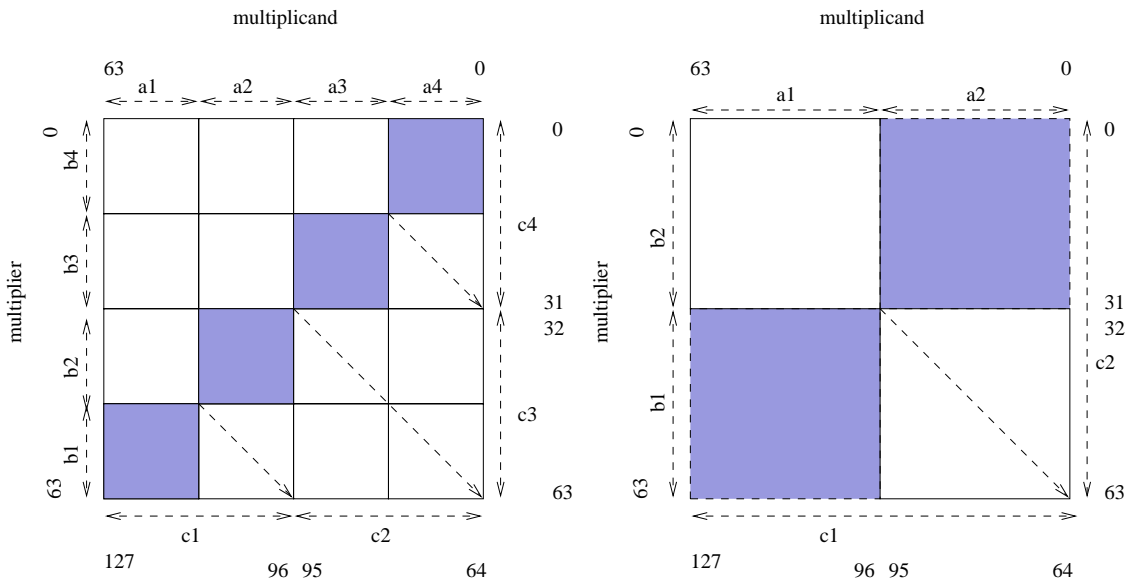 multiplicand
63 0
a1 a2 a3 a4
multiplier
0 b4 b3 b2 b1 63
0
c4
31
32
c3
63
c1 c2
127 96 95 64
multiplicand
63 0
a1 a2
multiplier
0 b2 b1 63
0
31
32
c2
63
c1
127 96 95 64